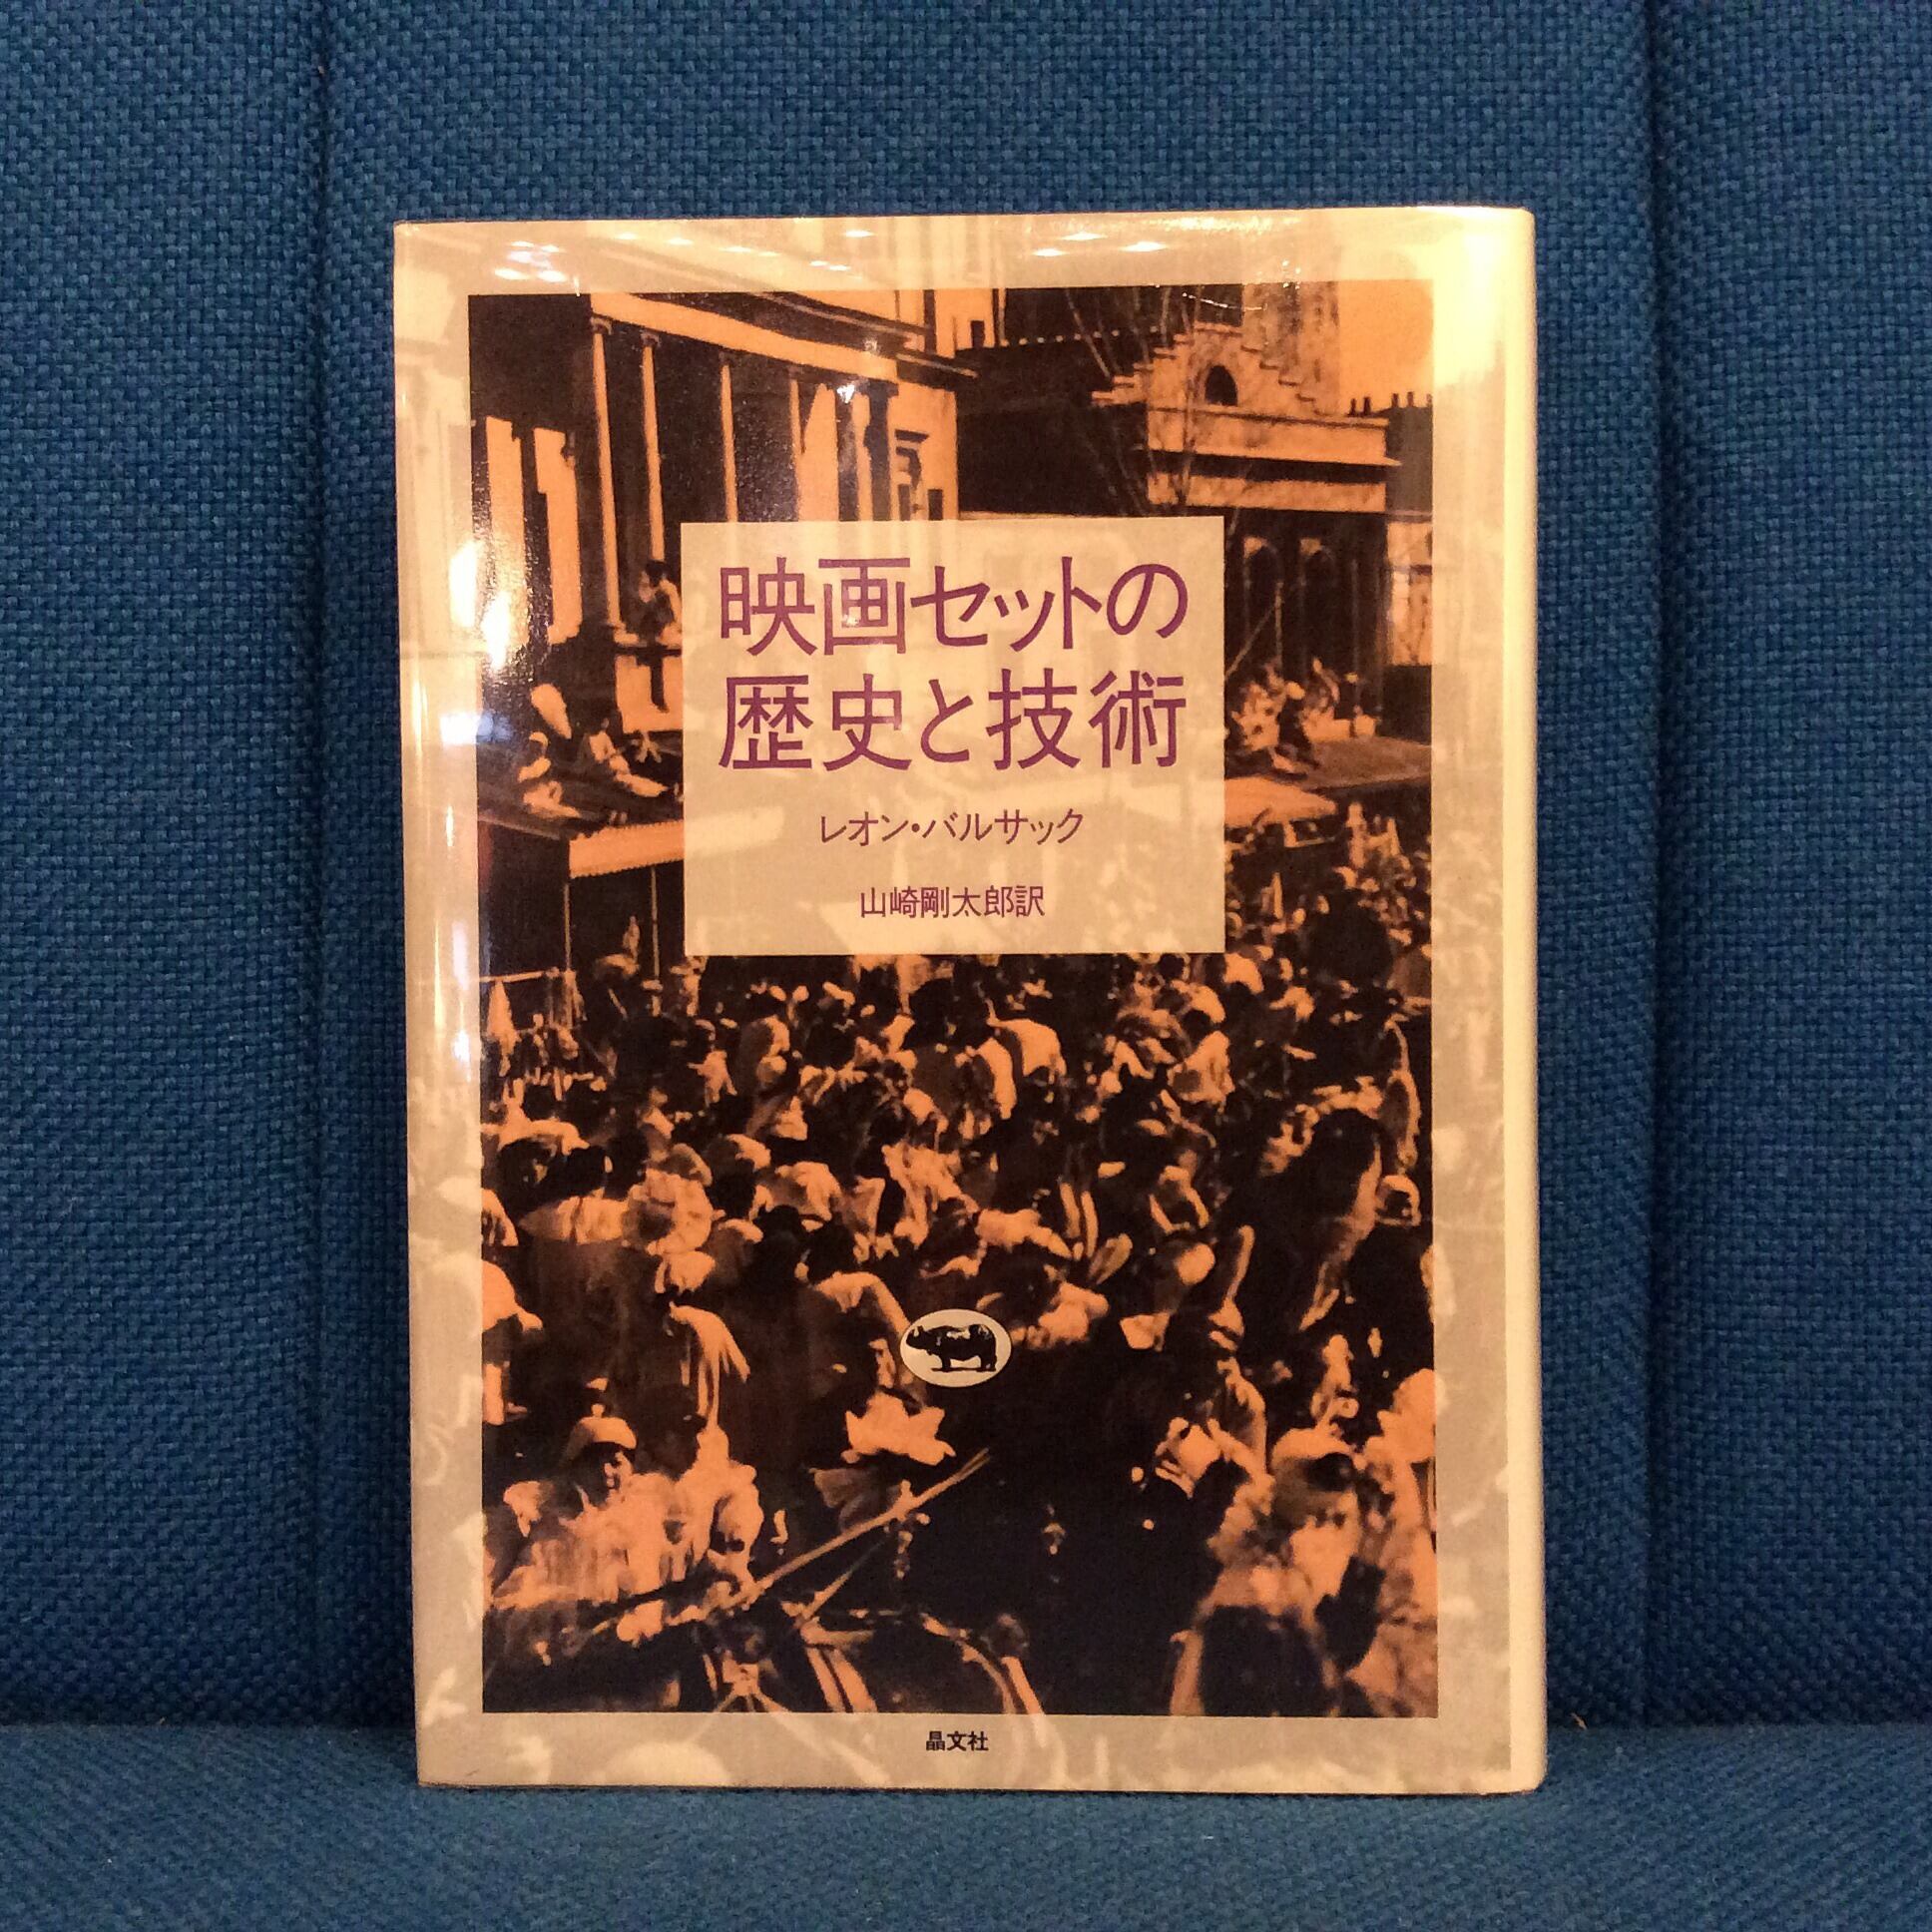 映画セットの
歴史と技術
レオン・バルサック
山崎剛太郎訳
晶文社